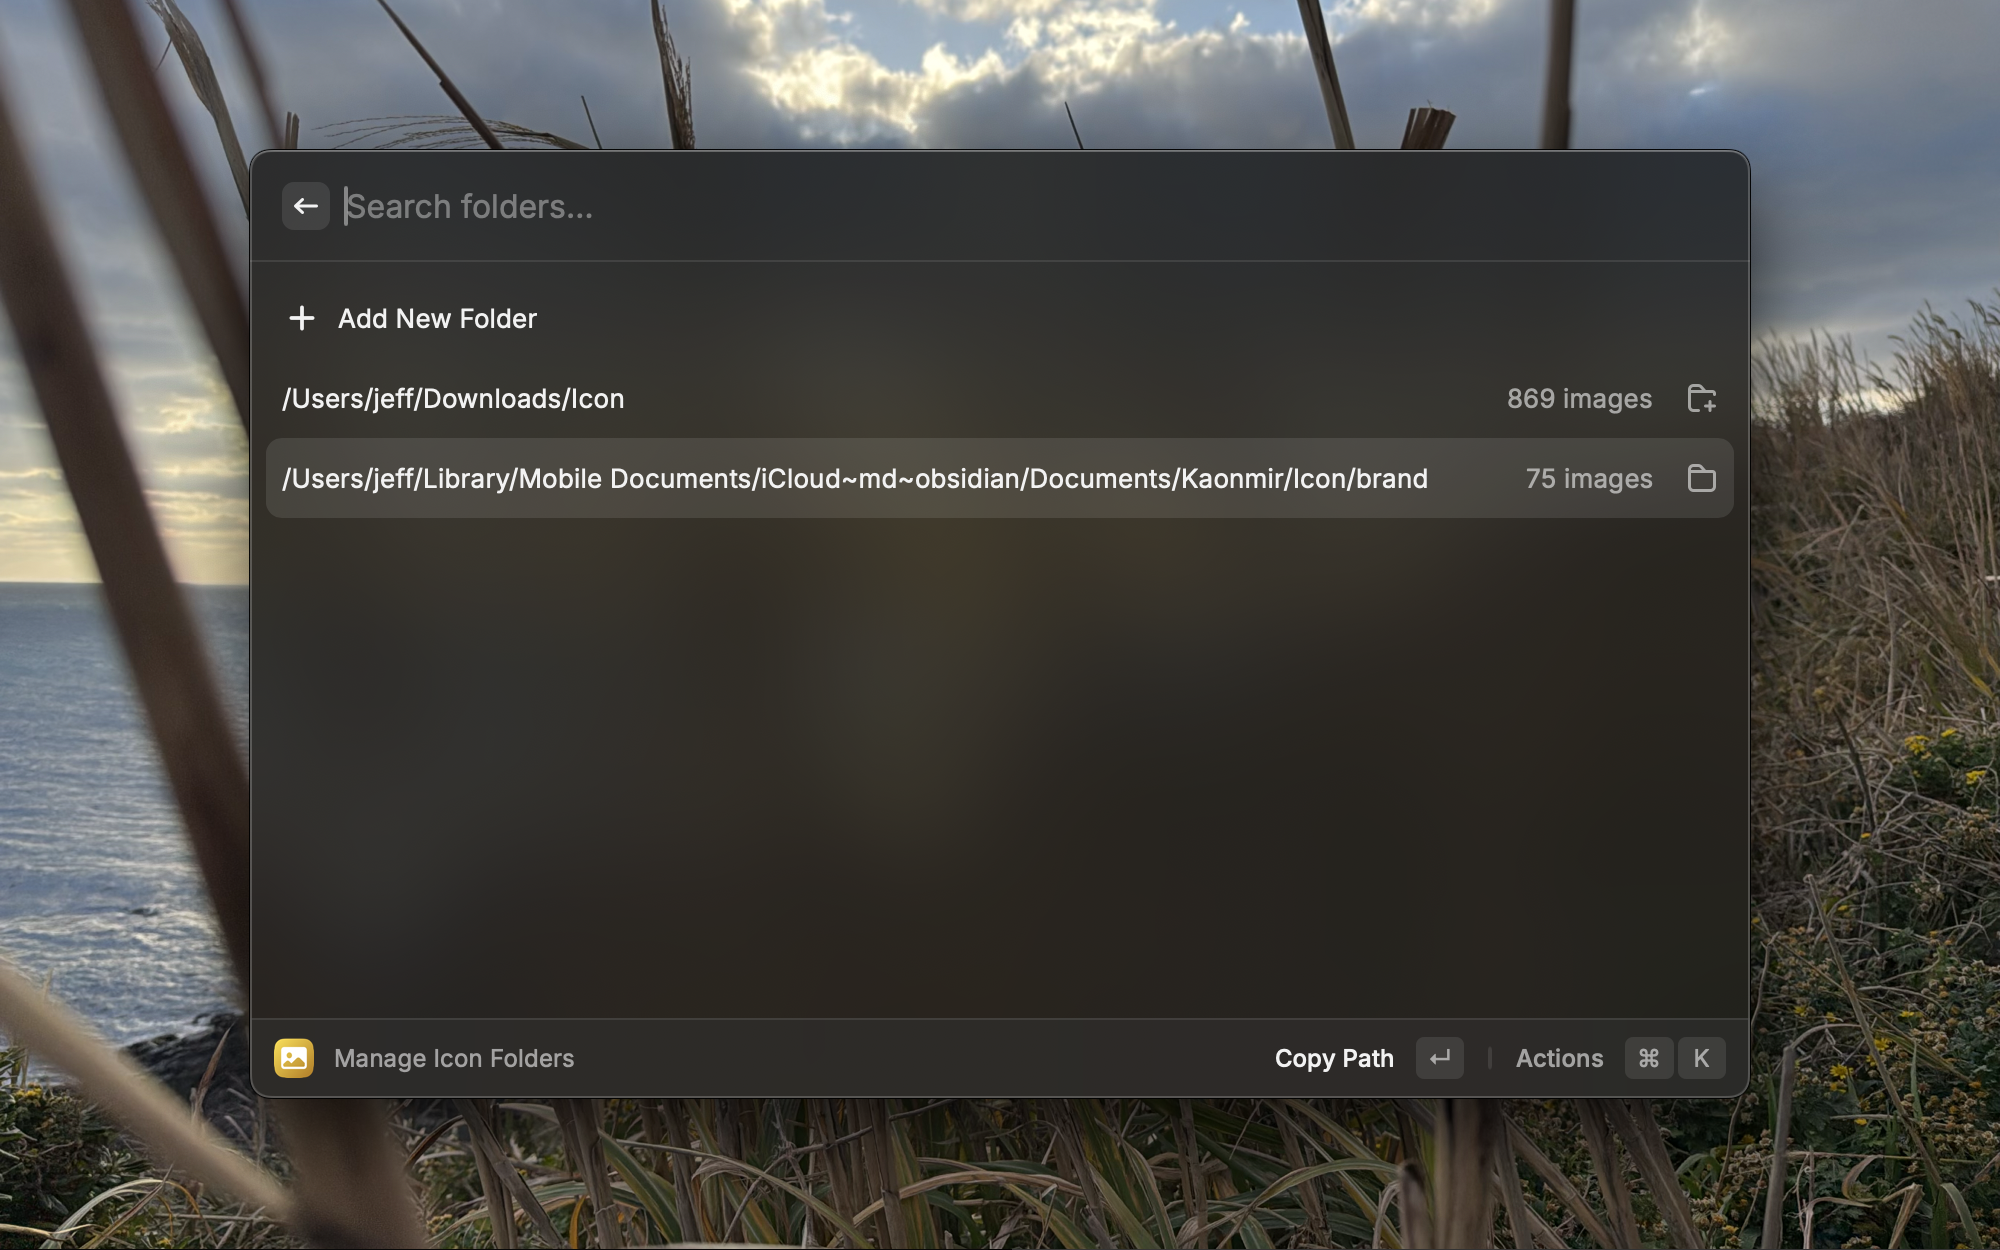 Search folders...
Add New Folder
/Users/jeff/Downloads/Icon 869 images
/Users/jeff/Library/Mobile Documents/iCloud~md~obsidian/Documents/Kaonmir/Icon/brand 75 images
Manage Icon Folders Copy Path ↵ Actions ⌘ K